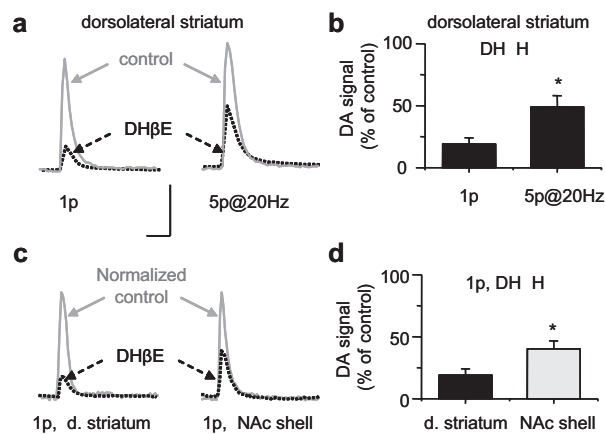 a
dorsolateral striatum
control
DHβE
1p
5p@20Hz
b
dorsolateral striatum
DH H
100
50
0
DA signal
(% of control)
*
1p
5p@20Hz
c
Normalized
control
DHβE
1p, d. striatum
1p, NAc shell
d
1p, DH H
100
50
0
DA signal
(% of control)
*
d. striatum
NAc shell